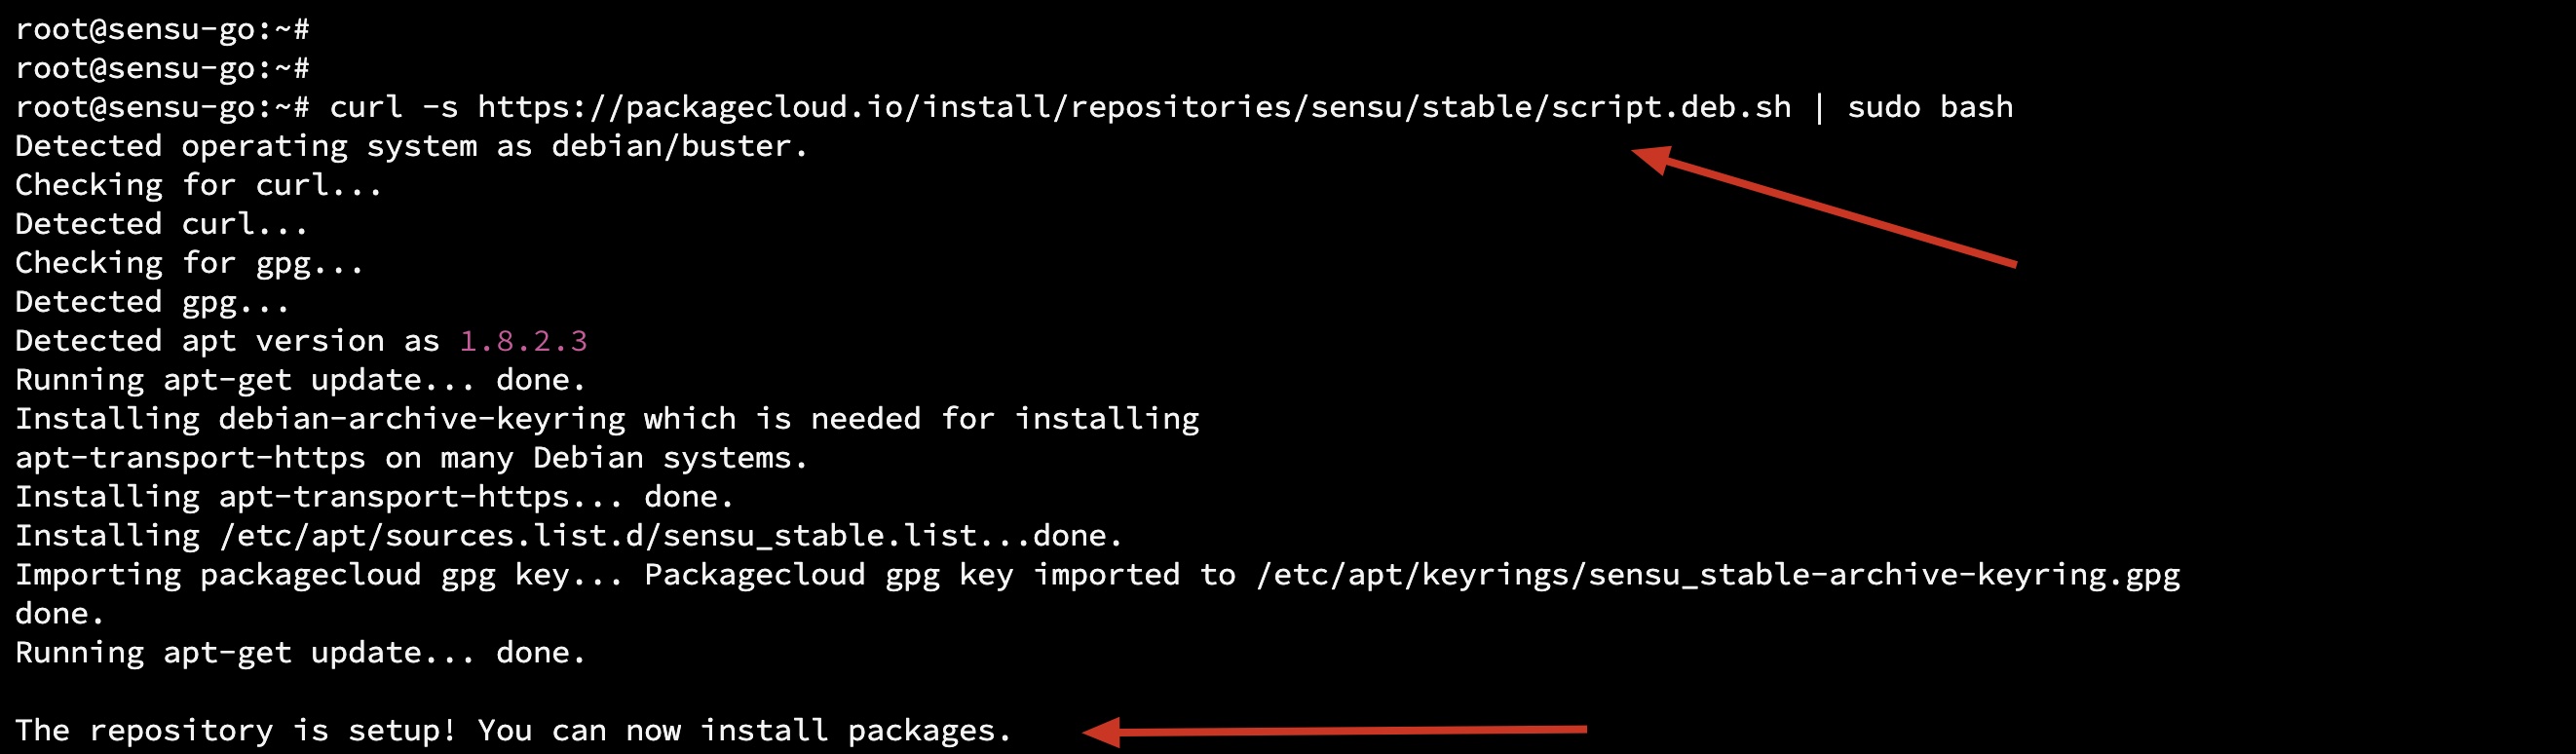 root@sensu-go:~#
root@sensu-go:~#
root@sensu-go:~# curl -s https://packagecloud.io/install/repositories/sensu/stable/script.deb.sh | sudo bash
Detected operating system as debian/buster.
Checking for curl...
Detected curl...
Checking for gpg...
Detected gpg...
Detected apt version as 1.8.2.3
Running apt-get update... done.
Installing debian-archive-keyring which is needed for installing
apt-transport-https on many Debian systems.
Installing apt-transport-https... done.
Installing /etc/apt/sources.list.d/sensu_stable.list...done.
Importing packagecloud gpg key... Packagecloud gpg key imported to /etc/apt/keyrings/sensu_stable-archive-keyring.gpg
done.
Running apt-get update... done.
The repository is setup! You can now install packages.